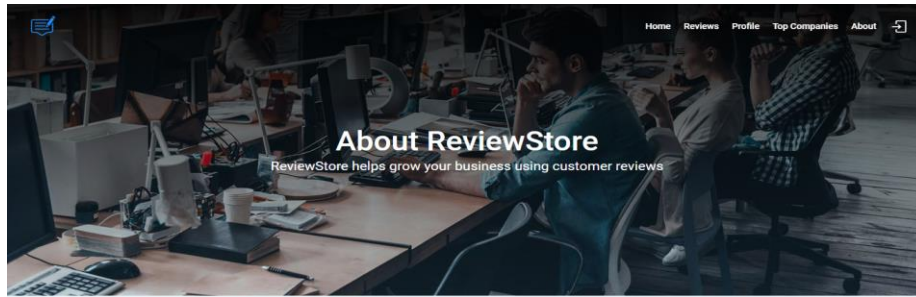 Home Reviews Profile Top Companies About
About ReviewStore
ReviewStore helps grow your business using customer reviews